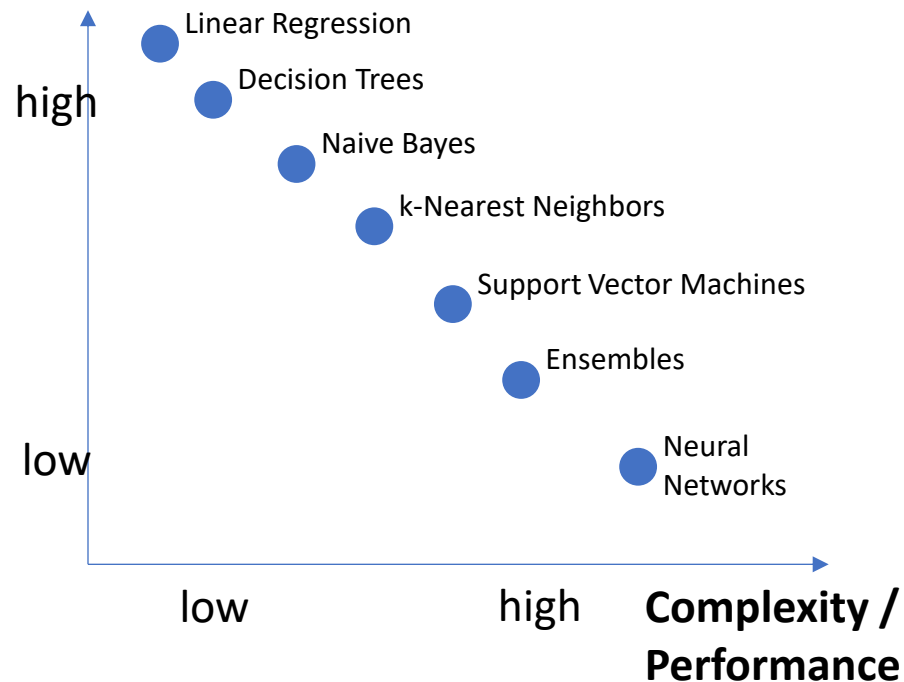 Linear Regression
high
Decision Trees
Naive Bayes
k-Nearest Neighbors
Support Vector Machines
Ensembles
low
Neural
Networks
low
high
Complexity /
Performance